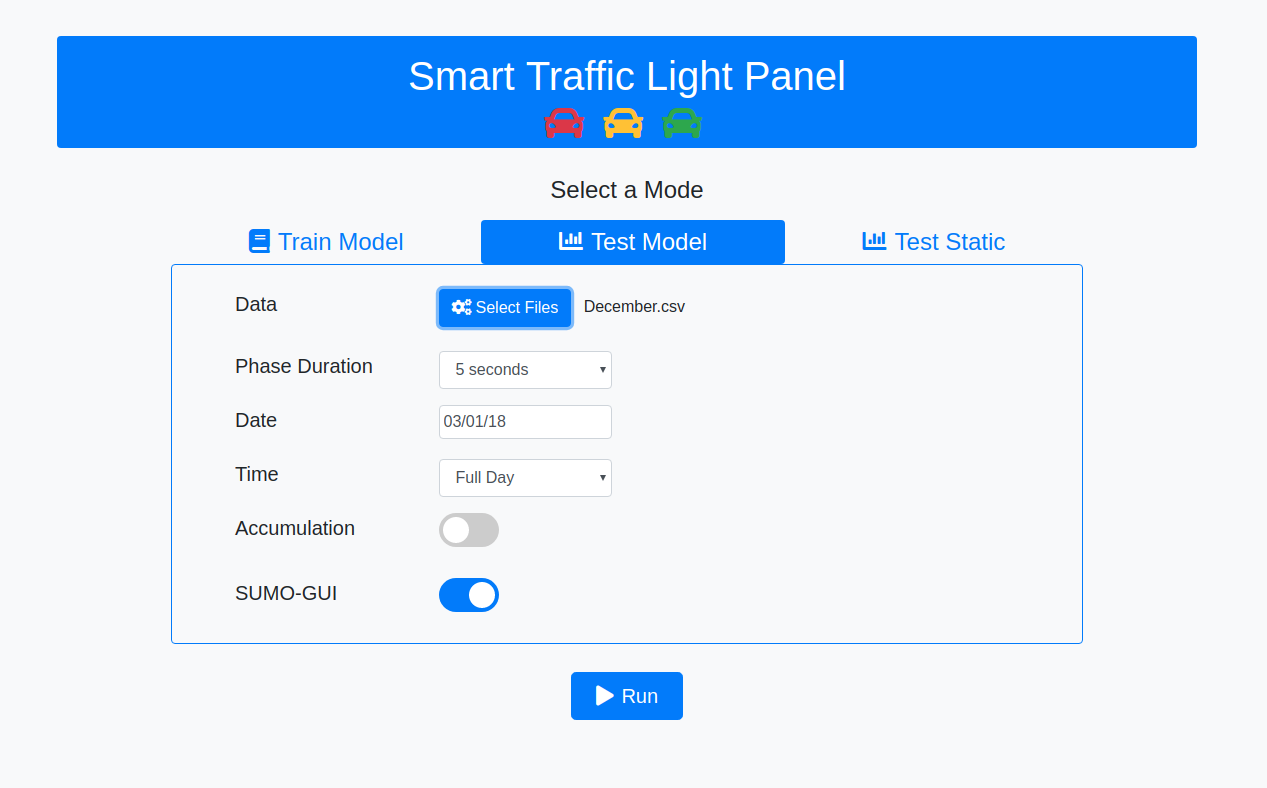 Smart Traffic Light Panel
Select a Mode
Train Model
Test Model
Test Static
Data
Select Files
December.csv
Phase Duration
5 seconds
Date
03/01/18
Time
Full Day
Accumulation
SUMO-GUI
Run